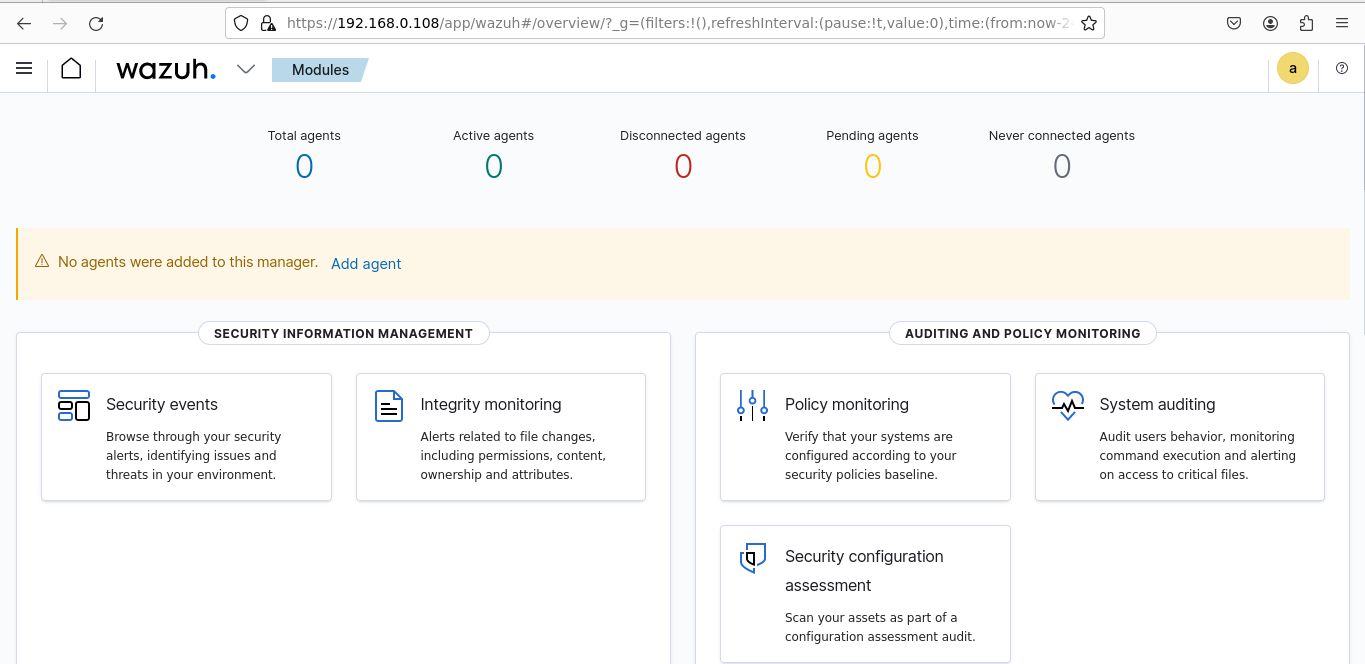 https://192.168.0.108/app/wazuh#/overview/?_g=(filters:!(),refreshInterval:(pause:!t,value:0),time:(from:now-2
wazuh.
Modules
a
Total agents
0
Active agents
0
Disconnected agents
0
Pending agents
0
Never connected agents
0
No agents were added to this manager. Add agent
SECURITY INFORMATION MANAGEMENT
Security events
Browse through your security
alerts, identifying issues and
threats in your environment.
Integrity monitoring
Alerts related to file changes,
including permissions, content,
ownership and attributes.
AUDITING AND POLICY MONITORING
Policy monitoring
Verify that your systems are
configured according to your
security policies baseline.
System auditing
Audit users behavior, monitoring
command execution and alerting
on access to critical files.
Security configuration
assessment
Scan your assets as part of a
configuration assessment audit.